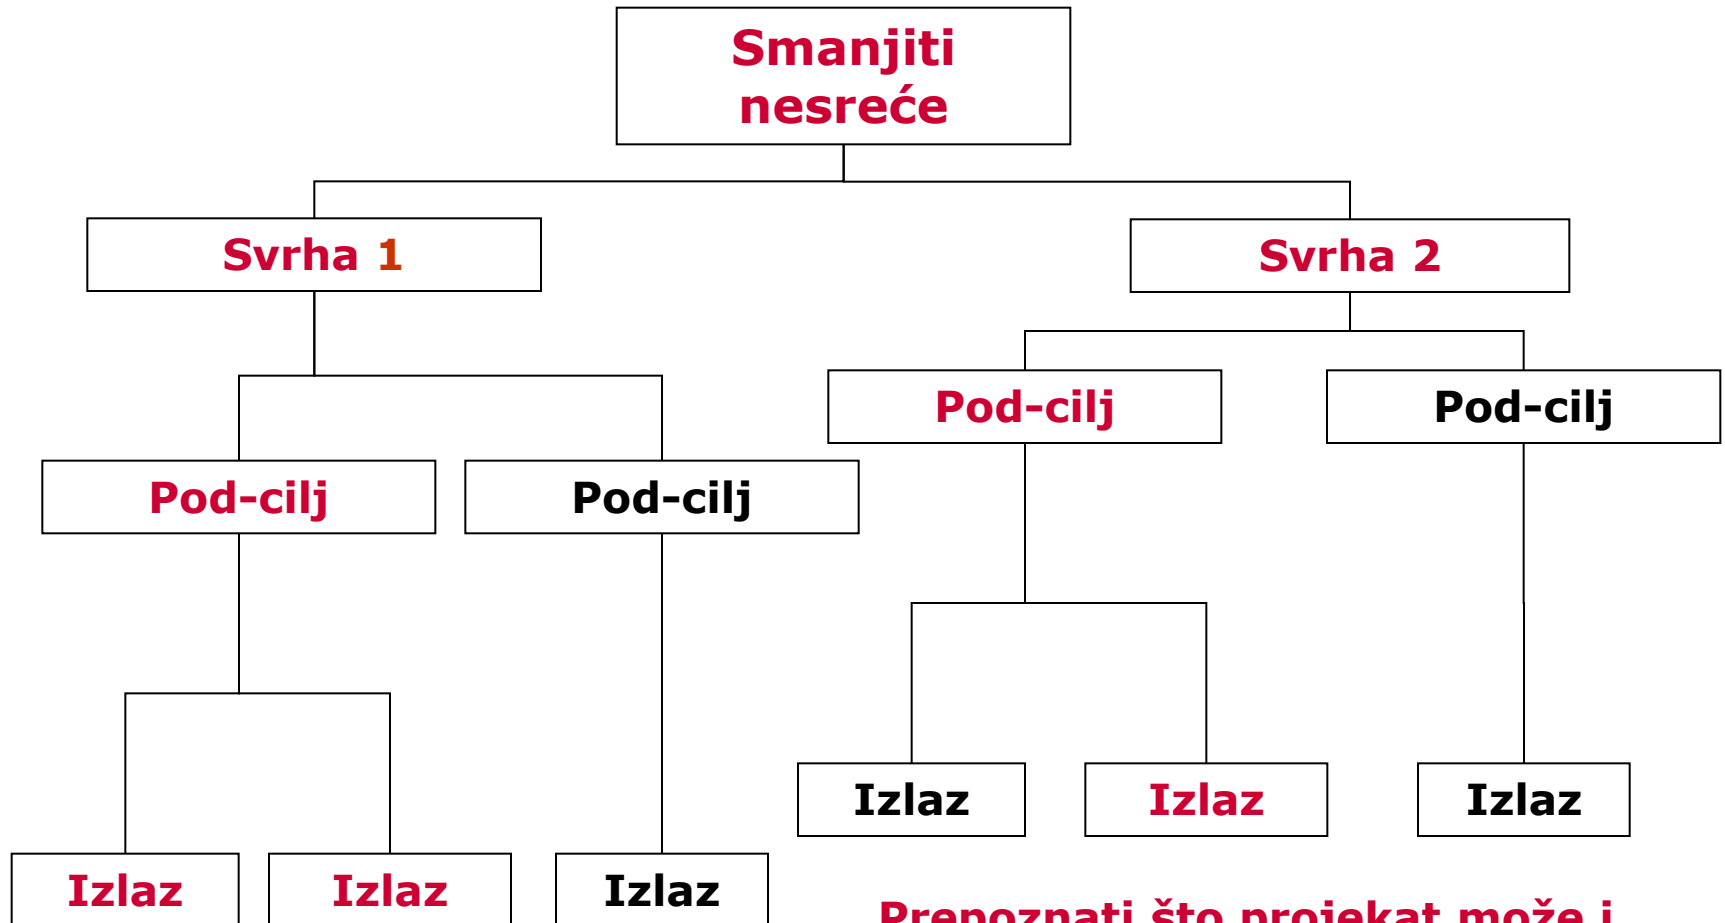 Smanjiti
nesreće
Svrha 1
Svrha 2
Pod-cilj
Pod-cilj
Pod-cilj
Pod-cilj
Izlaz
Izlaz
Izlaz
Izlaz
Izlaz
Izlaz
Prepoznati što projekat može i